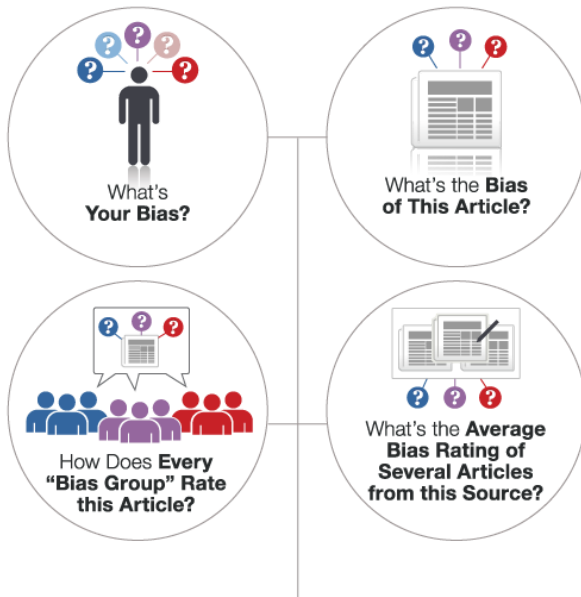 ?
?
?
?
?
What's
Your Bias?
?
?
?
What's the Bias
of This Article?
?
?
?
How Does Every
"Bias Group" Rate
this Article?
?
?
?
What's the Average
Bias Rating of
Several Articles
from this Source?